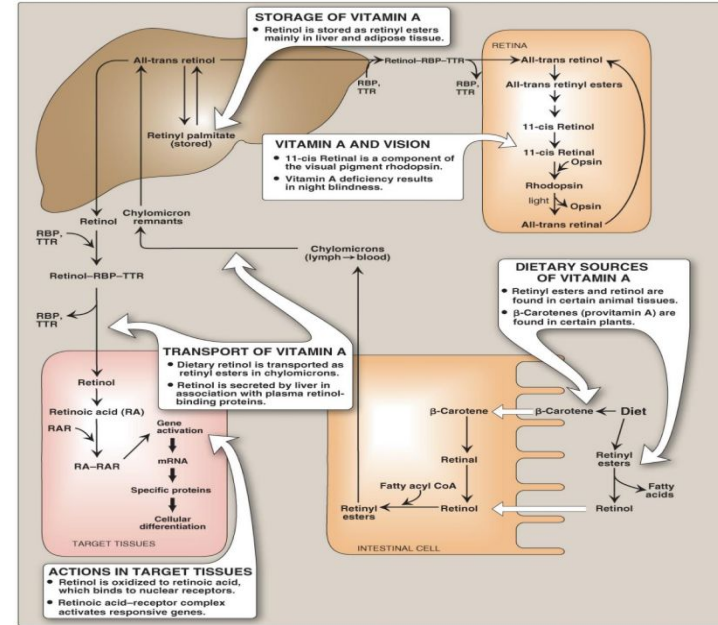 STORAGE OF VITAMIN A
• Retinol is stored as retinyl esters
mainly in liver and adipose tissue.
All-trans retinol
Retinyl palmitate
(stored)
Retinol–RBP–TTR
RBP,
TTR
RBP,
TTR
RETINA
All-trans retinol
All-trans retinyl esters
11-cis Retinol
11-cis Retinal
Opsin
Rhodopsin
light
Opsin
All-trans retinal
VITAMIN A AND VISION
• 11-cis Retinal is a component of
the visual pigment rhodopsin.
• Vitamin A deficiency results
in night blindness.
Retinol
Chylomicron
remnants
RBP,
TTR
Retinol–RBP–TTR
RBP,
TTR
Chylomicrons
(lymph→blood)
DIETARY SOURCES
OF VITAMIN A
• Retinyl esters and retinol are
found in certain animal tissues.
• β-Carotenes (provitamin A) are
found in certain plants.
TRANSPORT OF VITAMIN A
• Dietary retinol is transported as
retinyl esters in chylomicrons.
• Retinol is secreted by liver in
association with plasma retinol-
binding proteins.
Retinol
Retinoic acid (RA)
RAR
RA–RAR
Gene
activation
mRNA
Specific proteins
Cellular
differentiation
TARGET TISSUES
β-Carotene
Retinal
Fatty acyl CoA
Retinyl
esters
Retinol
INTESTINAL CELL
β-Carotene
Diet
Retinyl
esters
Fatty
acids
Retinol
ACTIONS IN TARGET TISSUES
• Retinol is oxidized to retinoic acid,
which binds to nuclear receptors.
• Retinoic acid–receptor complex
activates responsive genes.